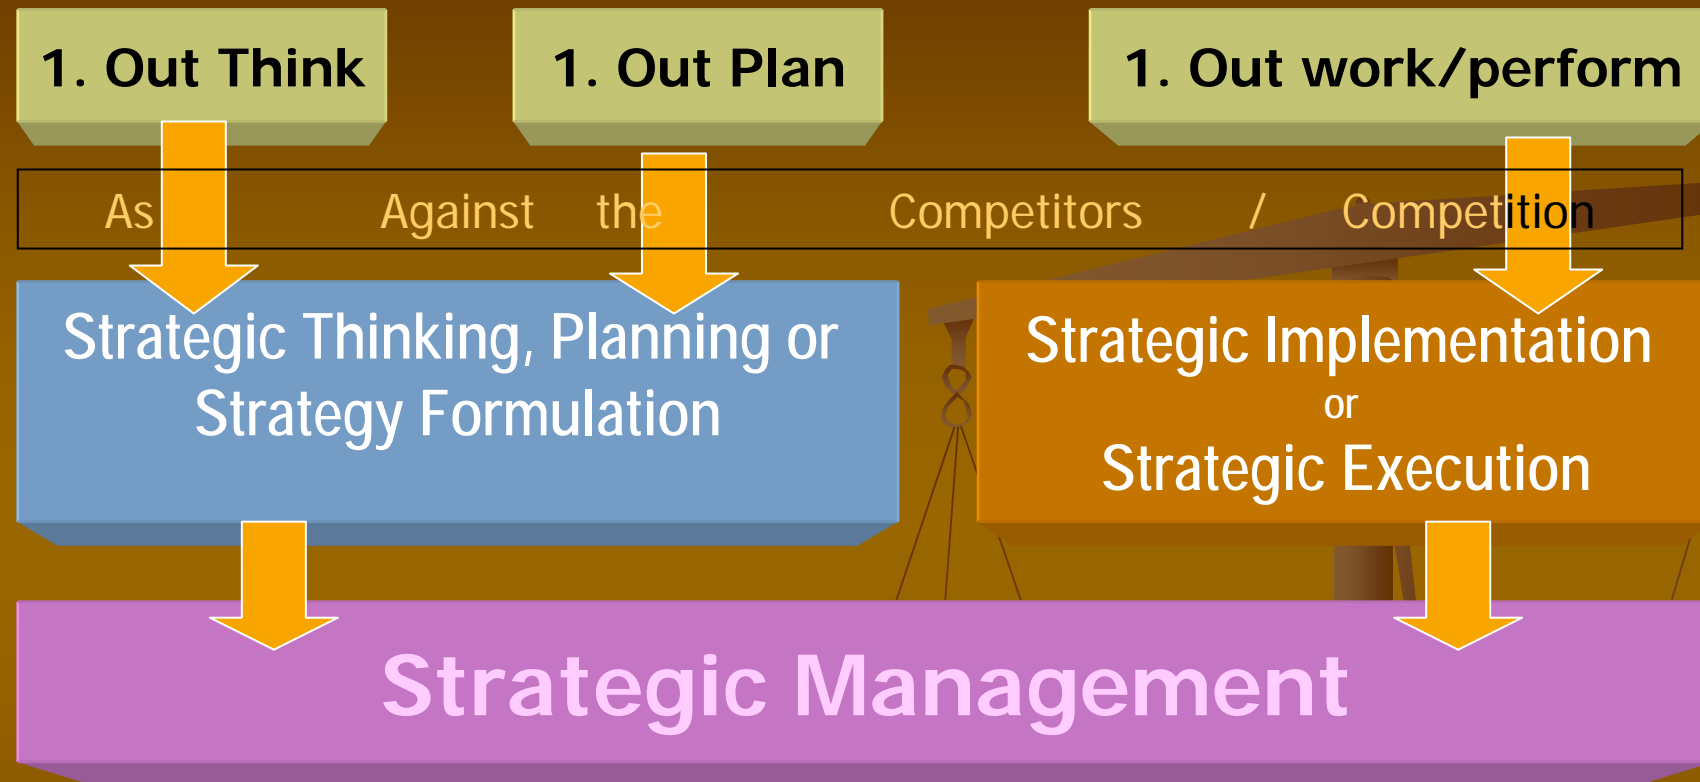 1. Out Think
1. Out Plan
1. Out work/perform
As Against the Competitors / Competition
Strategic Thinking, Planning or
Strategy Formulation
Strategic Implementation
or
Strategic Execution
Strategic Management